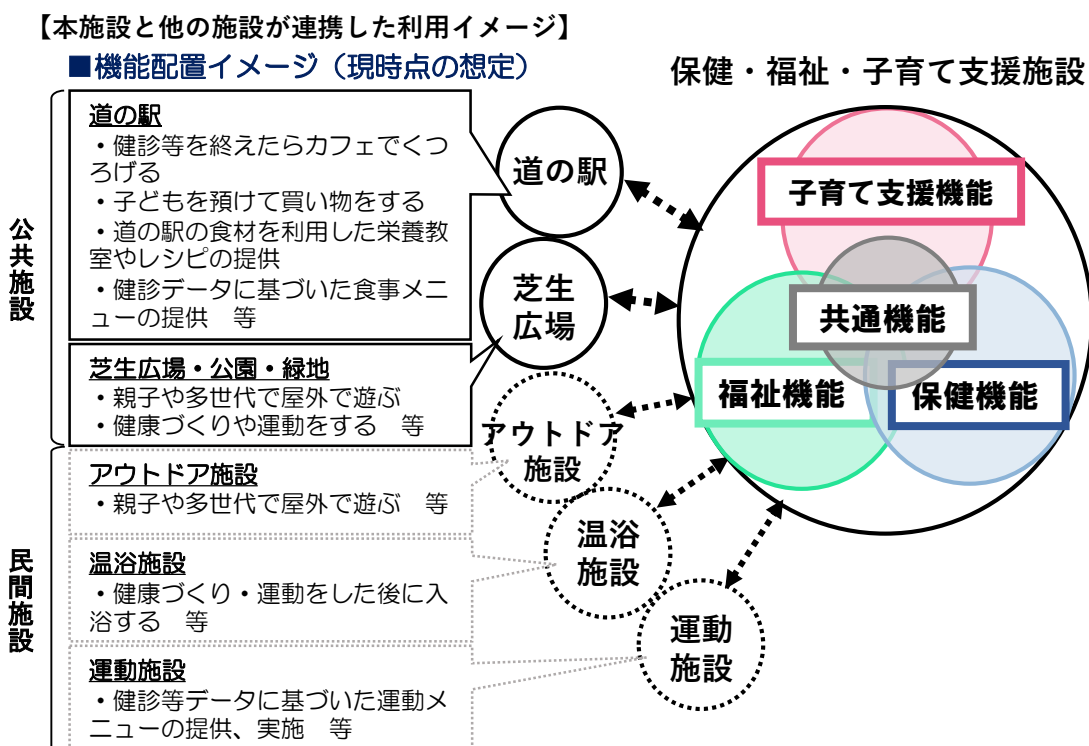 【本施設と他の施設が連携した利用イメージ】
■機能配置イメージ（現時点の想定）
公共施設
道の駅
・健診等を終えたらカフェでくつ
ろげる
・子どもを預けて買い物をする
・道の駅の食材を利用した栄養教
室やレシピの提供
・健診データに基づいた食事メニ
ューの提供　等
芝生広場・公園・緑地
・親子や多世代で屋外で遊ぶ
・健康づくりや運動をする　等
民間施設
アウトドア施設
・親子や多世代で屋外で遊ぶ　等
温浴施設
・健康づくり・運動をした後に入
浴する　等
運動施設
・健診等データに基づいた運動メ
ニューの提供、実施　等
道の駅
芝生
広場
アウトドア
施設
温浴
施設
運動
施設
保健・福祉・子育て支援施設
子育て支援機能
共通機能
福祉機能
保健機能